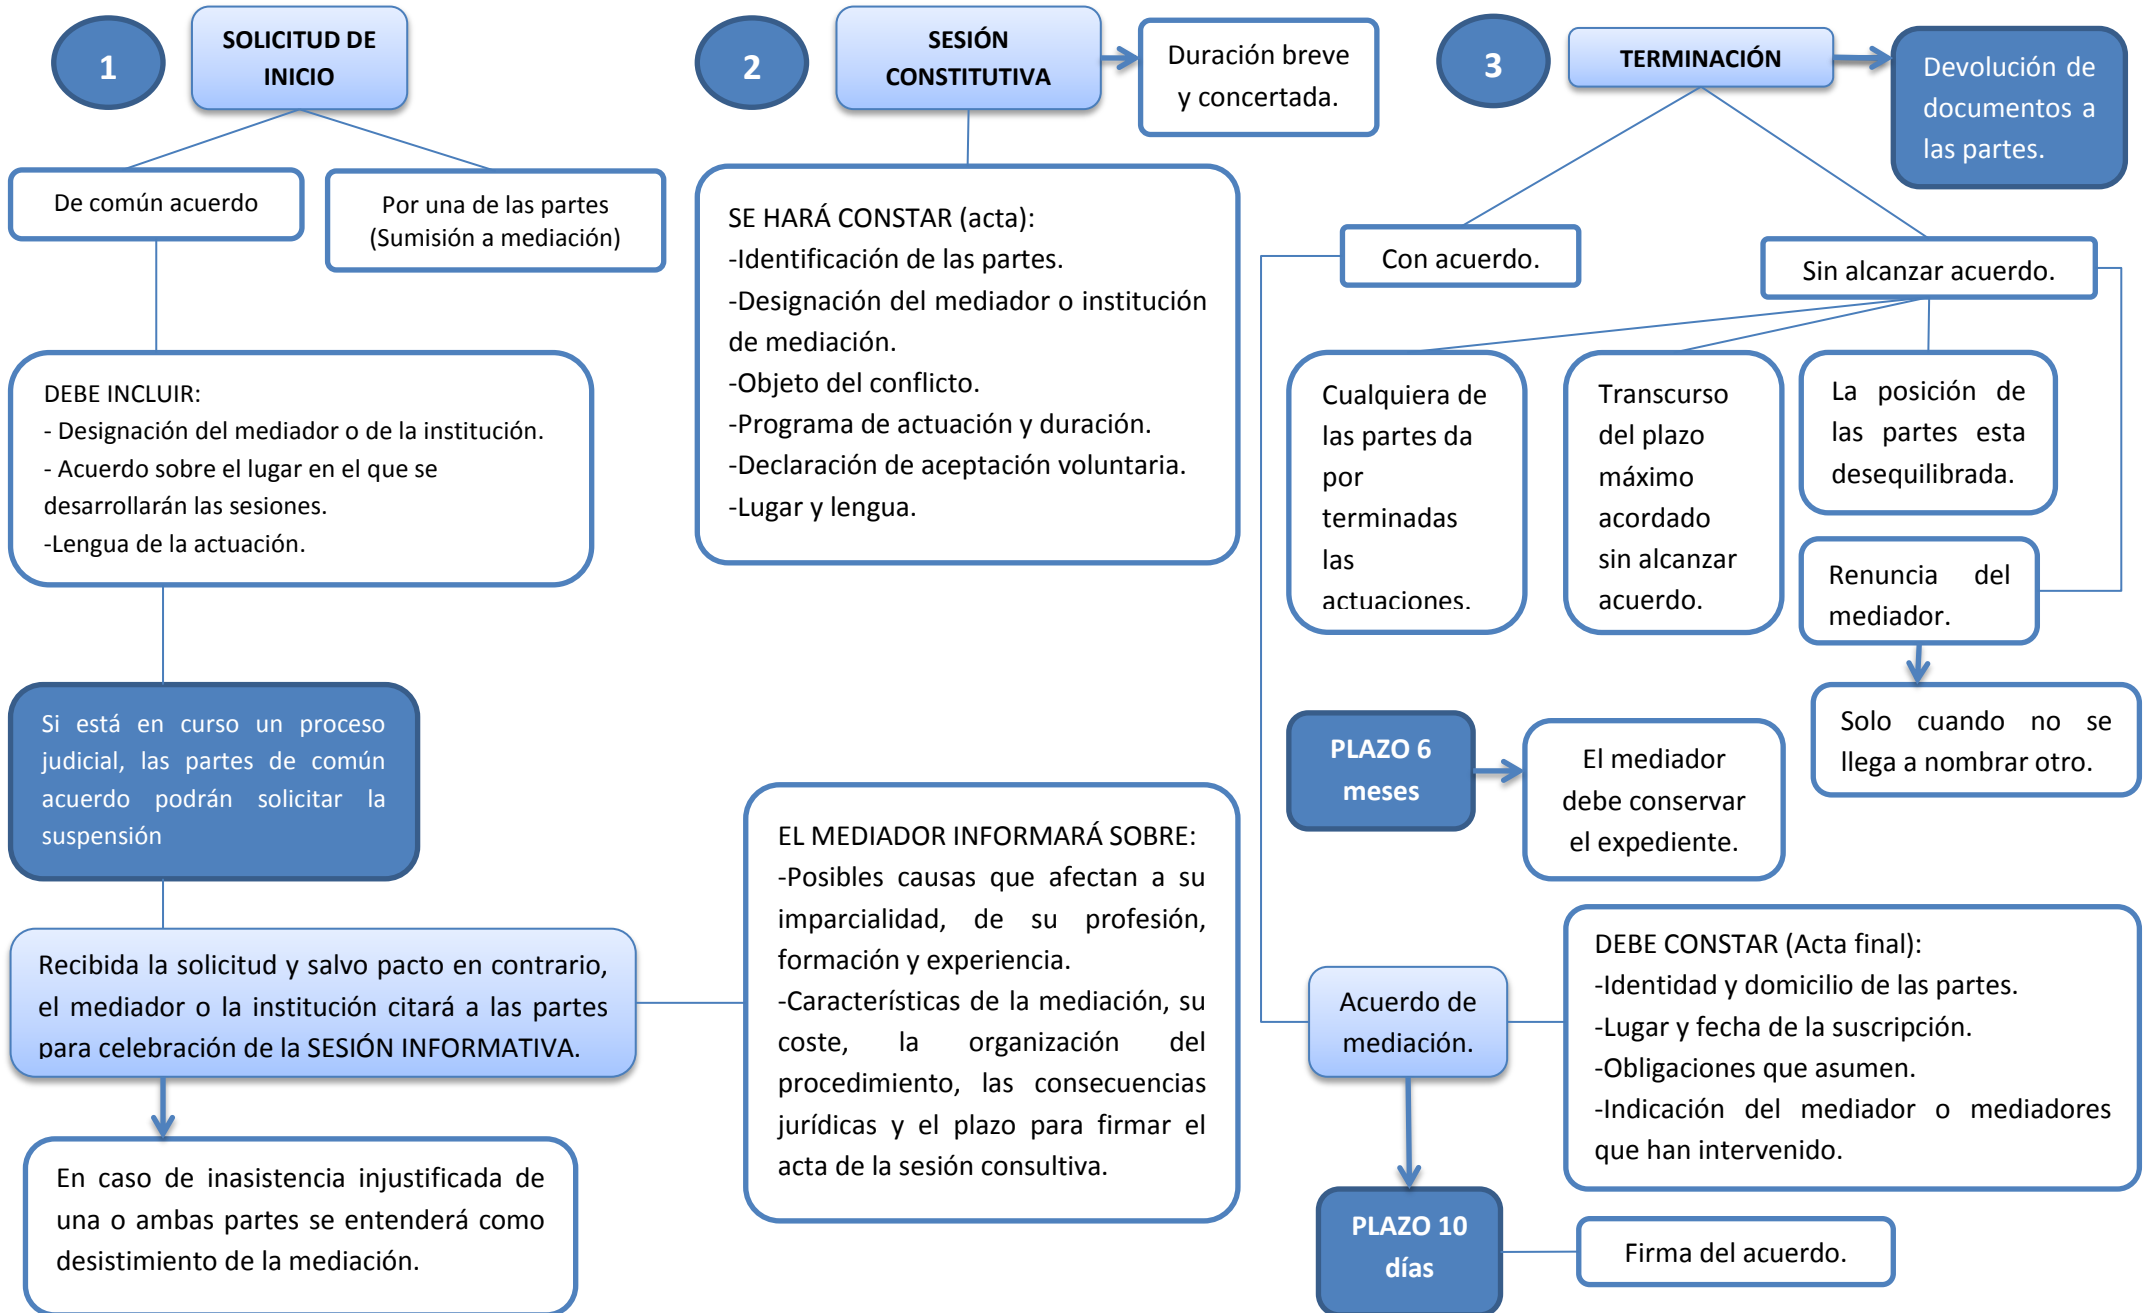 1
SOLICITUD DE
INICIO
De común acuerdo
Por una de las partes
(Sumisión a mediación)
DEBE INCLUIR:
- Designación del mediador o de la institución.
- Acuerdo sobre el lugar en el que se
desarrollarán las sesiones.
-Lengua de la actuación.
Si está en curso un proceso
judicial, las partes de común
acuerdo podrán solicitar la
suspensión
Recibida la solicitud y salvo pacto en contrario,
el mediador o la institución citará a las partes
para celebración de la SESIÓN INFORMATIVA.
En caso de inasistencia injustificada de
una o ambas partes se entenderá como
desistimiento de la mediación.
2
SESIÓN
CONSTITUTIVA
Duración breve
y concertada.
SE HARÁ CONSTAR (acta):
-Identificación de las partes.
-Designación del mediador o institución
de mediación.
-Objeto del conflicto.
-Programa de actuación y duración.
-Declaración de aceptación voluntaria.
-Lugar y lengua.
EL MEDIADOR INFORMARÁ SOBRE:
-Posibles causas que afectan a su
imparcialidad, de su profesión,
formación y experiencia.
-Características de la mediación, su
coste, la organización del
procedimiento, las consecuencias
jurídicas y el plazo para firmar el
acta de la sesión consultiva.
3
TERMINACIÓN
Devolución de
documentos a
las partes.
Con acuerdo.
Sin alcanzar acuerdo.
Cualquiera de
las partes da
por
terminadas
las
actuaciones.
Transcurso
del plazo
máximo
acordado
sin alcanzar
acuerdo.
La posición de
las partes esta
desequilibrada.
Renuncia del
mediador.
Solo cuando no se
llega a nombrar otro.
PLAZO 6
meses
El mediador
debe conservar
el expediente.
Acuerdo de
mediación.
DEBE CONSTAR (Acta final):
-Identidad y domicilio de las partes.
-Lugar y fecha de la suscripción.
-Obligaciones que asumen.
-Indicación del mediador o mediadores
que han intervenido.
PLAZO 10
días
Firma del acuerdo.